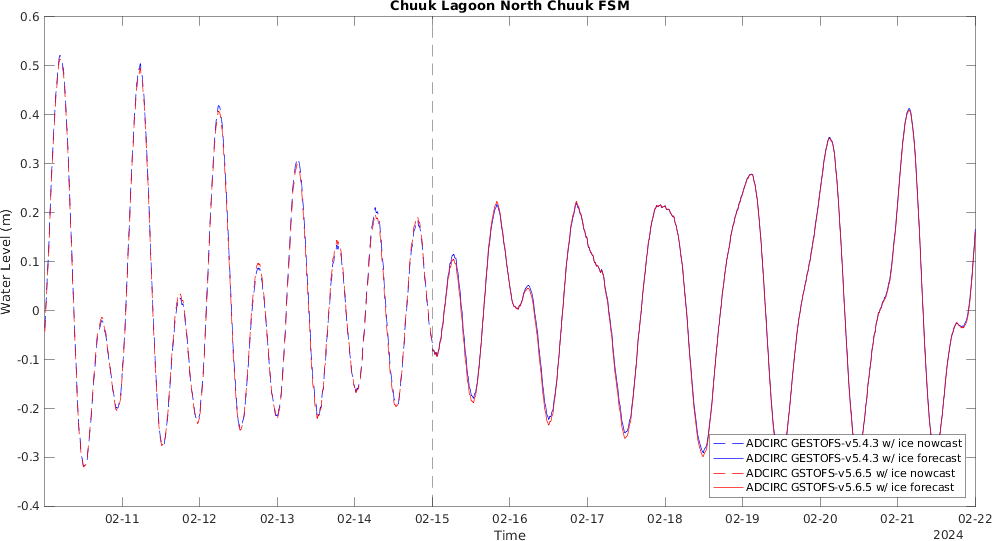 Chuuk Lagoon North Chuuk FSM
0.6
0.5
0.4
0.3
0.2
0.1
0
-0.1
-0.2
-0.3
-0.4
Water Level (m)
ADCIRC GESTOFS-v5.4.3 w/ ice nowcast
ADCIRC GESTOFS-v5.4.3 w/ ice forecast
ADCIRC GSTOFS-v5.6.5 w/ ice nowcast
ADCIRC GSTOFS-v5.6.5 w/ ice forecast
02-11 02-12 02-13 02-14 02-15 02-16 02-17 02-18 02-19 02-20 02-21 02-22
Time
2024